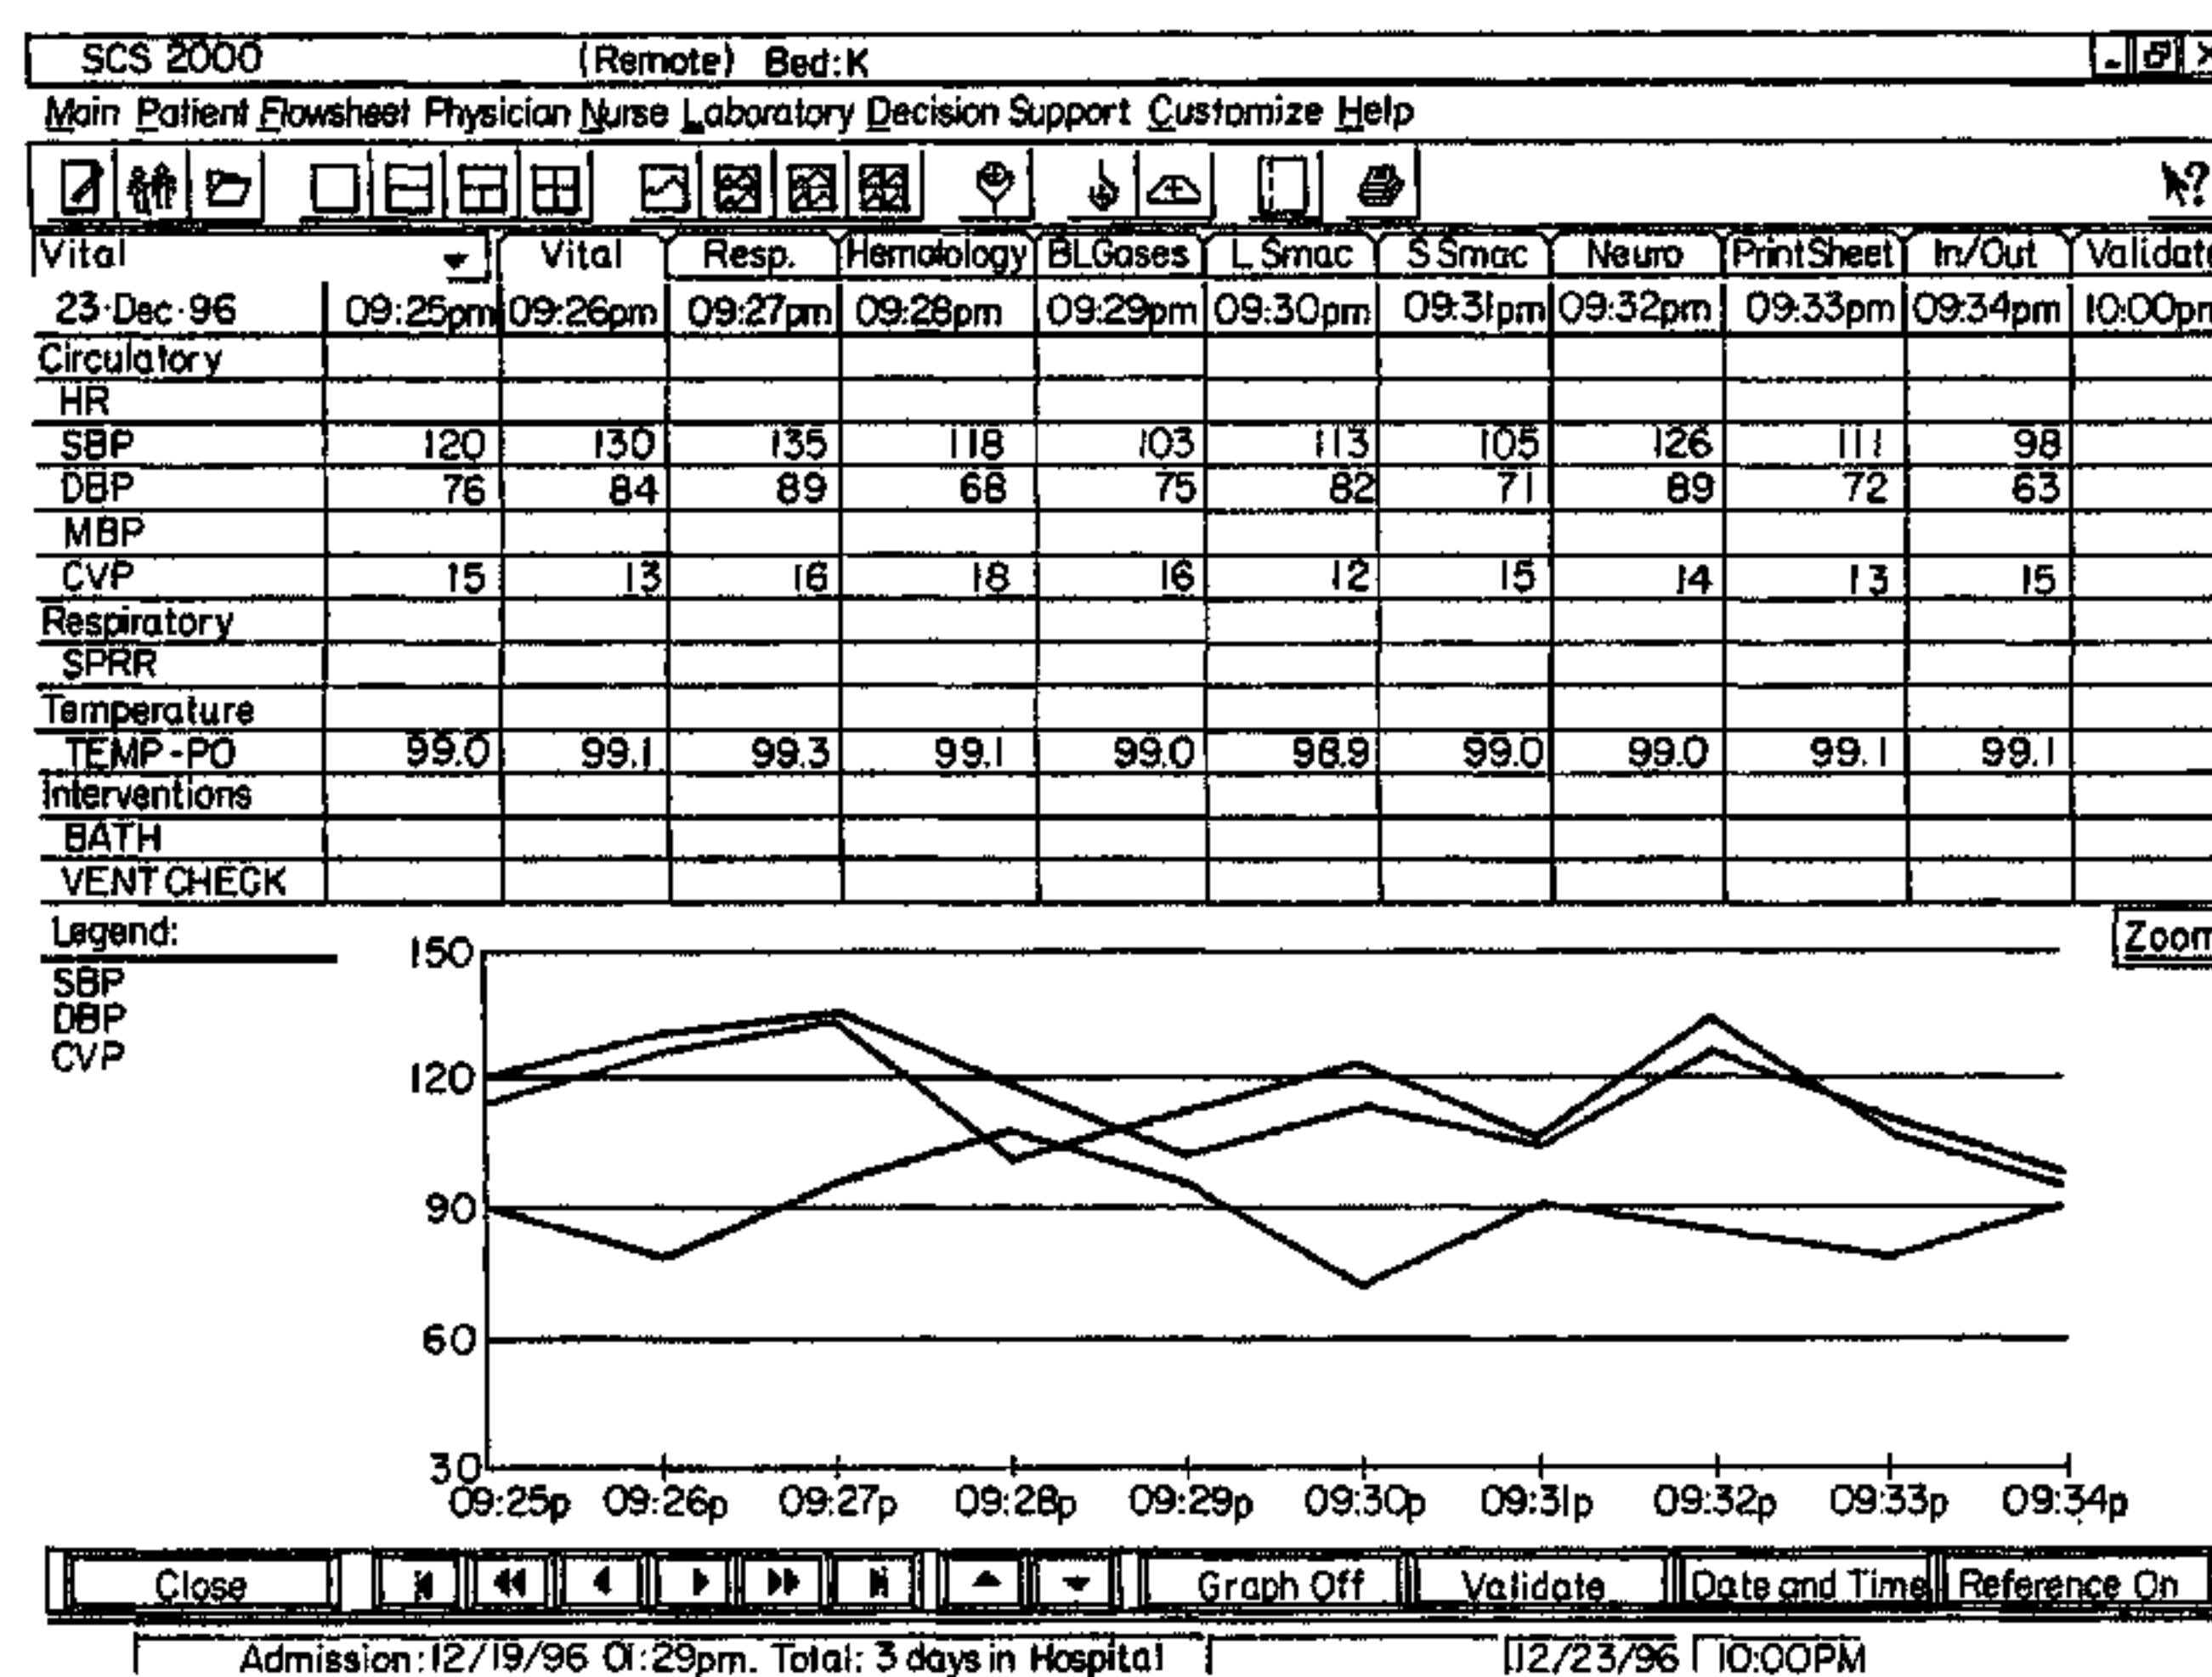 SCS 2000 (Remote) Bed:K
Main Patient Flowsheet Physician Nurse Laboratory Decision Support Customize Help
Vital Vital Resp. Hematology BLGases L Smac S Smac Neuro PrintSheet In/Out Validate
23·Dec·96 09:25pm 09:26pm 09:27pm 09:28pm 09:29pm 09:30pm 09:31pm 09:32pm 09:33pm 09:34pm 10:00pm
Circulatory
HR
SBP 120 130 135 118 103 113 105 126 111 98
DBP 76 84 89 68 75 82 71 89 72 63
MBP
CVP 15 13 16 18 16 12 15 14 13 15
Respiratory
SPRR
Temperature
TEMP-PO 99.0 99.1 99.3 99.1 99.0 98.9 99.0 99.0 99.1 99.1
Interventions
BATH
VENT CHECK
Legend:
Zoom
SBP
DBP
CVP
150
120
90
60
30
09:25p 09:26p 09:27p 09:28p 09:29p 09:30p 09:31p 09:32p 09:33p 09:34p
Close Graph Off Validate Date and Time Reference On
Admission:12/19/96 01:29pm. Total: 3 days in Hospital 12/23/96 10:00PM